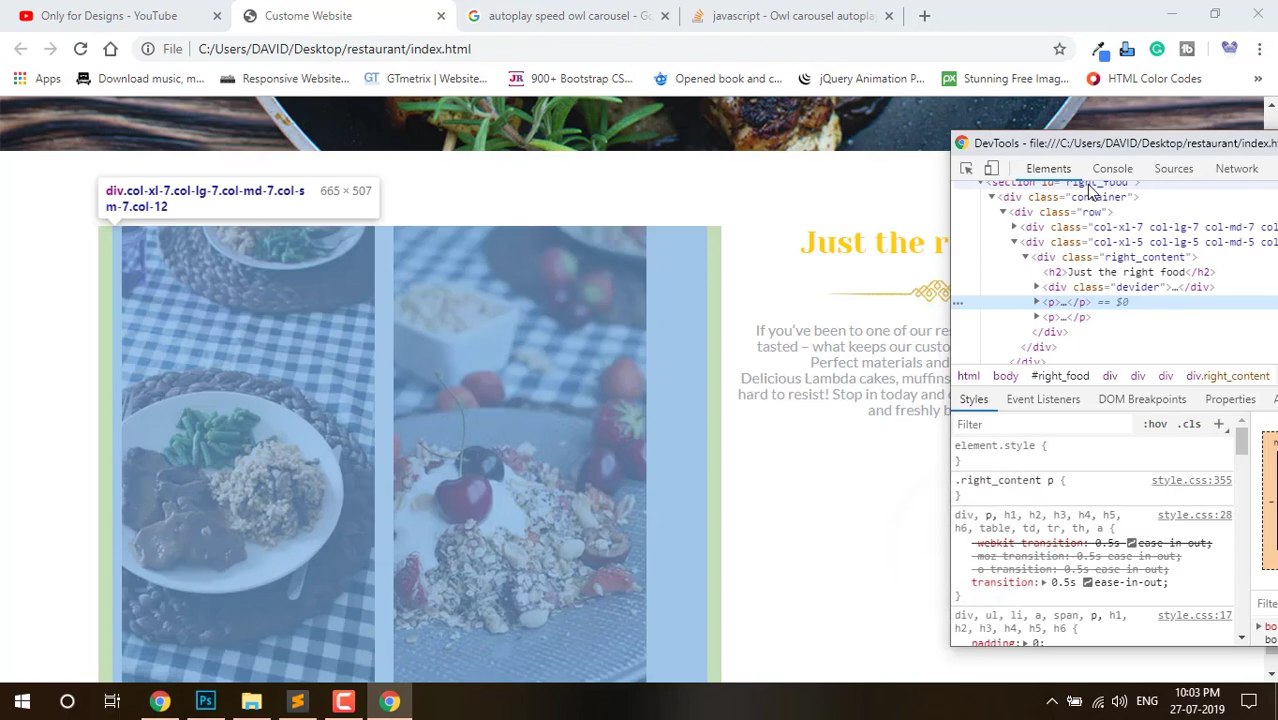 Only for Designs - YouTube
Custome Website
autoplay speed owl carousel - Go
javascript - Owl carousel autopla
File
C:/Users/DAVID/Desktop/restaurant/index.html
Apps
Download music, m...
Responsive Website...
GT GTmetrix | Website...
JR 900+ Bootstrap CS...
Opened book and c...
jQuery Animation P...
px Stunning Free Imag...
HTML Color Codes
»
div.col-xl-7.col-lg-7.col-md-7.col-s
m-7.col-12
665 × 507
Just the r
If you've been to one of our res
tasted – what keeps our custo
Perfect materials and
Delicious Lambda cakes, muffins
hard to resist! Stop in today and
and freshly b
DevTools - file:///C:/Users/DAVID/Desktop/restaurant/index.h
Elements Console Sources Network
<section id="right_food">
<div class="container">
<div class="row">
<div class="col-xl-7 col-lg-7 col-md-7 col
<div class="col-xl-5 col-lg-5 col-md-5 col
<div class="right_content">
<h2>Just the right food</h2>
<div class="devider">…</div>
... <p>…</p> == $0
<p>…</p>
</div>
</div>
</div>
html body #right_food div div div div.right_content
Styles Event Listeners DOM Breakpoints Properties A
Filter :hov .cls +
element.style {
}
.right_content p { style.css:355
}
div, p, h1, h2, h3, h4, h5, style.css:28
h6, table, td, tr, th, a {
-webkit-transition: 0.5s ease-in-out;
-moz-transition: 0.5s ease-in-out;
-o-transition: 0.5s ease-in-out;
transition: 0.5s ease-in-out;
}
div, ul, li, a, span, p, h1, style.css:17
h2, h3, h4, h5, h6 {
padding: 0;
Filte
bo
bo
ENG
10:03 PM
27-07-2019